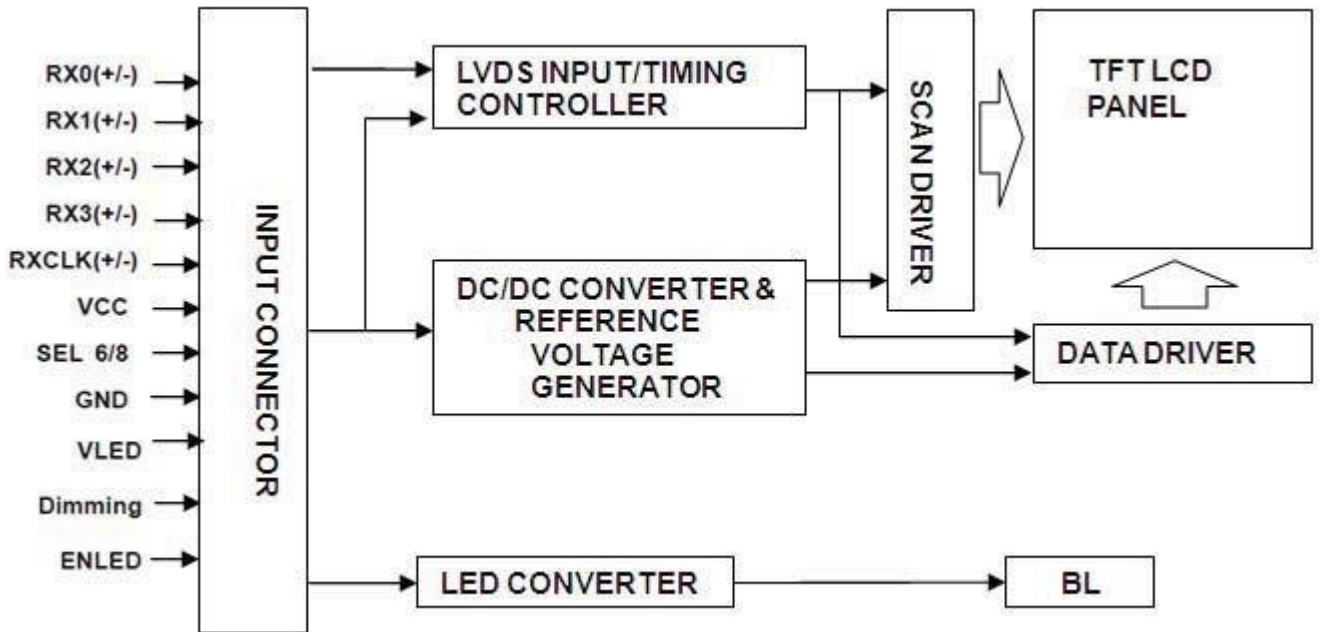 RX0(+/-)
RX1(+/-)
RX2(+/-)
RX3(+/-)
RXCLK(+/-)
VCC
SEL 6/8
GND
VLED
Dimming
ENLED
INPUT CONNECTOR
LVDS INPUT/TIMING
CONTROLLER
DC/DC CONVERTER &
REFERENCE
VOLTAGE
GENERATOR
LED CONVERTER
SCAN DRIVER
TFT LCD
PANEL
DATA DRIVER
BL